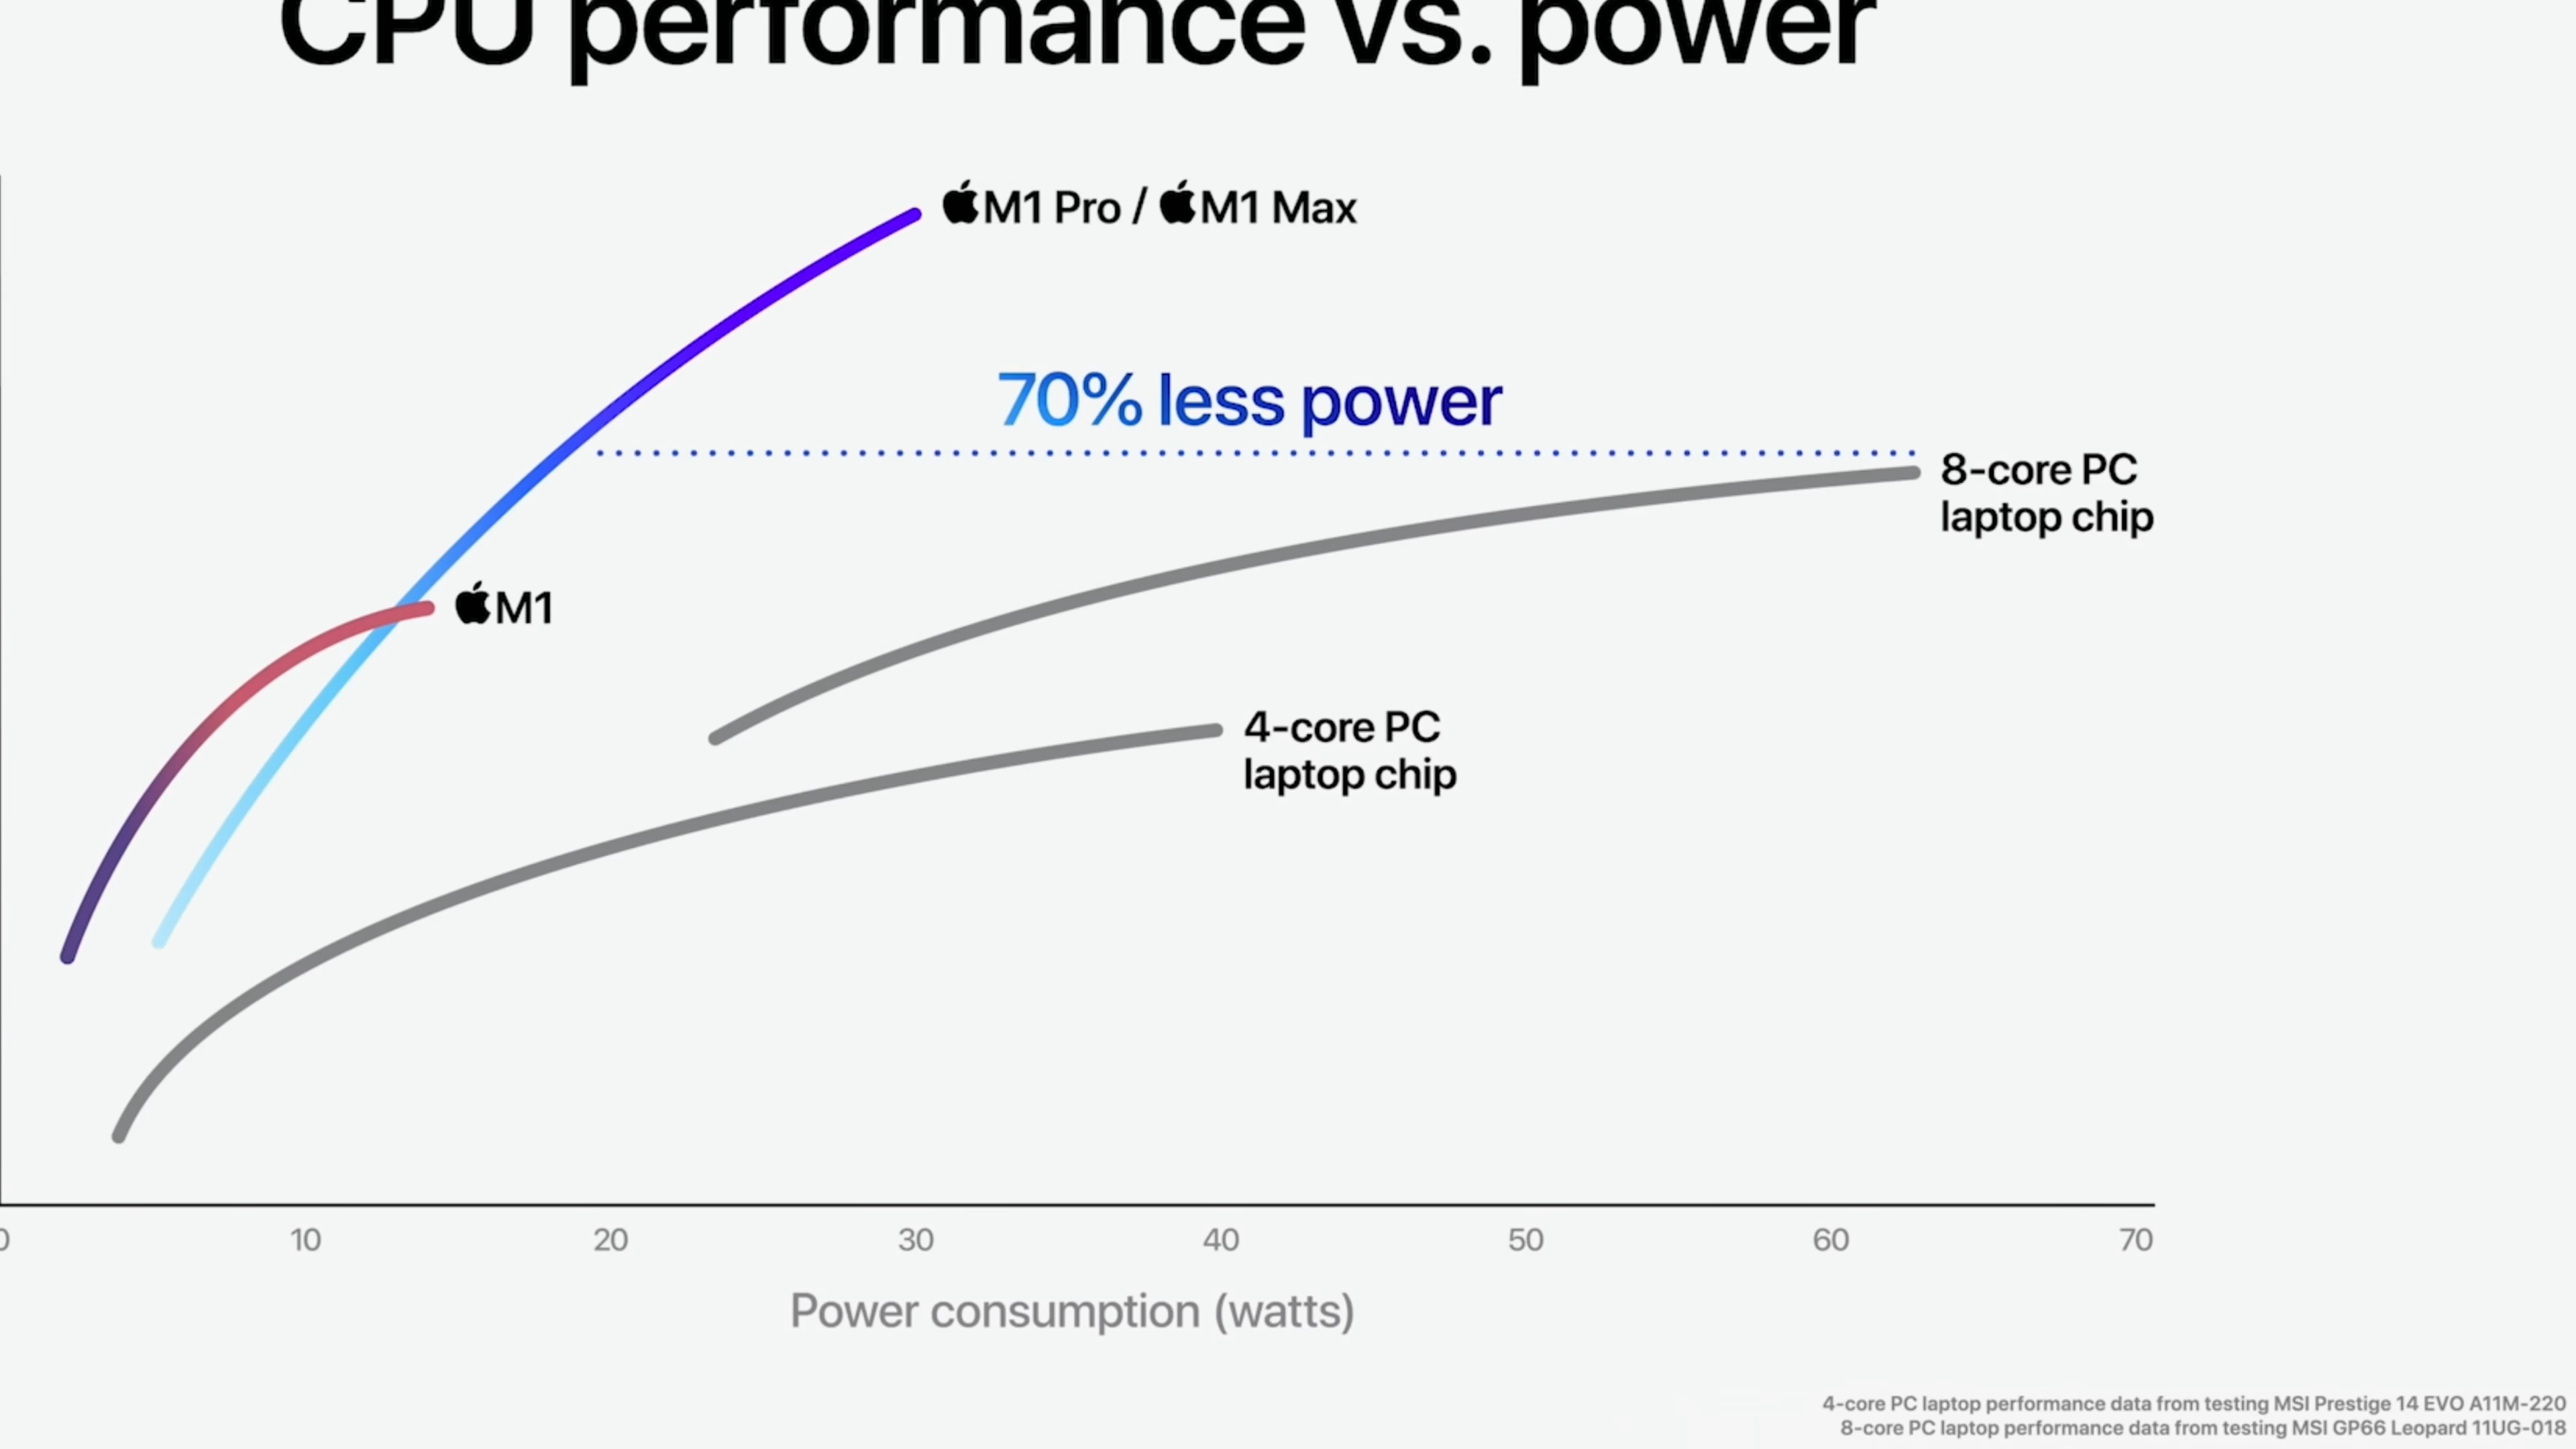 CPU performance vs. power
M1 Pro / M1 Max
70% less power
8-core PC
laptop chip
M1
4-core PC
laptop chip
0 10 20 30 40 50 60 70
Power consumption (watts)
4-core PC laptop performance data from testing MSI Prestige 14 EVO A11M-220
8-core PC laptop performance data from testing MSI GP66 Leopard 11UG-018